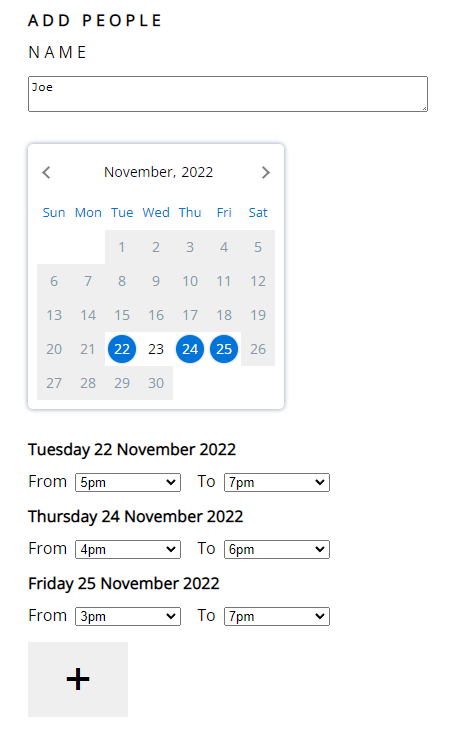 ADD PEOPLE
NAME
Joe
November, 2022
Sun Mon Tue Wed Thu Fri Sat
1 2 3 4 5
6 7 8 9 10 11 12
13 14 15 16 17 18 19
20 21 22 23 24 25 26
27 28 29 30
Tuesday 22 November 2022
From 5pm To 7pm
Thursday 24 November 2022
From 4pm To 6pm
Friday 25 November 2022
From 3pm To 7pm
+